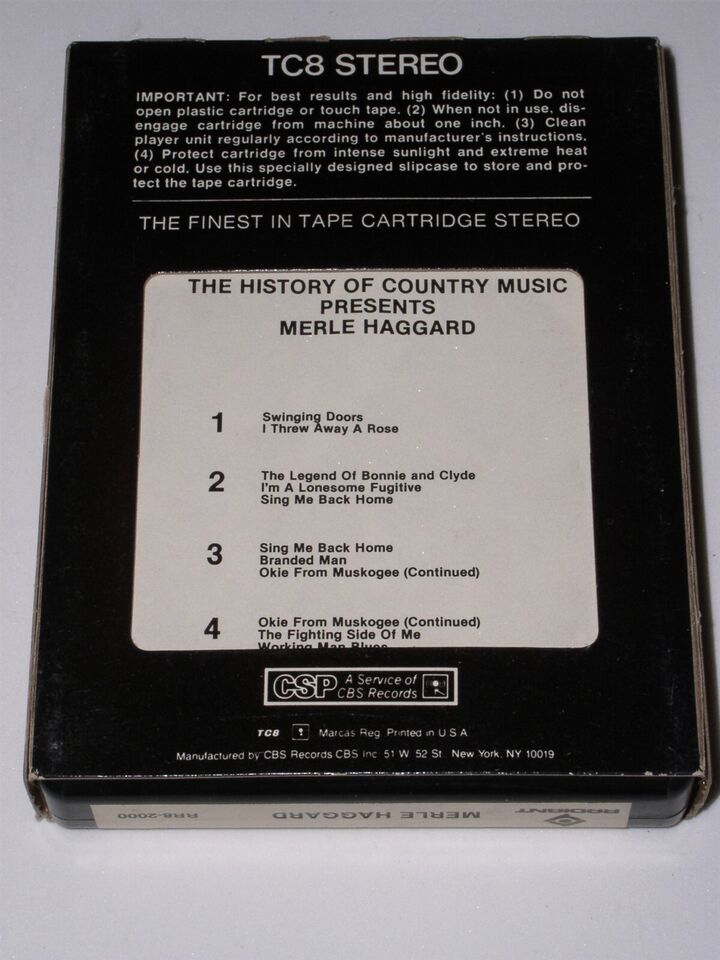 TC8 STEREO
IMPORTANT: For best results and high fidelity: (1) Do not
open plastic cartridge or touch tape. (2) When not in use, dis-
engage cartridge from machine about one inch. (3) Clean
player unit regularly according to manufacturer's instructions.
(4) Protect cartridge from intense sunlight and extreme heat
or cold. Use this specially designed slipcase to store and pro-
tect the tape cartridge.
THE FINEST IN TAPE CARTRIDGE STEREO
THE HISTORY OF COUNTRY MUSIC
PRESENTS
MERLE HAGGARD
1 Swinging Doors
I Threw Away A Rose
2 The Legend Of Bonnie and Clyde
I'm A Lonesome Fugitive
Sing Me Back Home
3 Sing Me Back Home
Branded Man
Okie From Muskogee (Continued)
4 Okie From Muskogee (Continued)
The Fighting Side Of Me
Working Man Blues
CSP A Service of
CBS Records
TC8 Marcas Reg. Printed in U S A
Manufactured by CBS Records CBS Inc. 51 W. 52 St. New York, NY 10019
RR8-2000 MERLE HAGGARD RADIANT